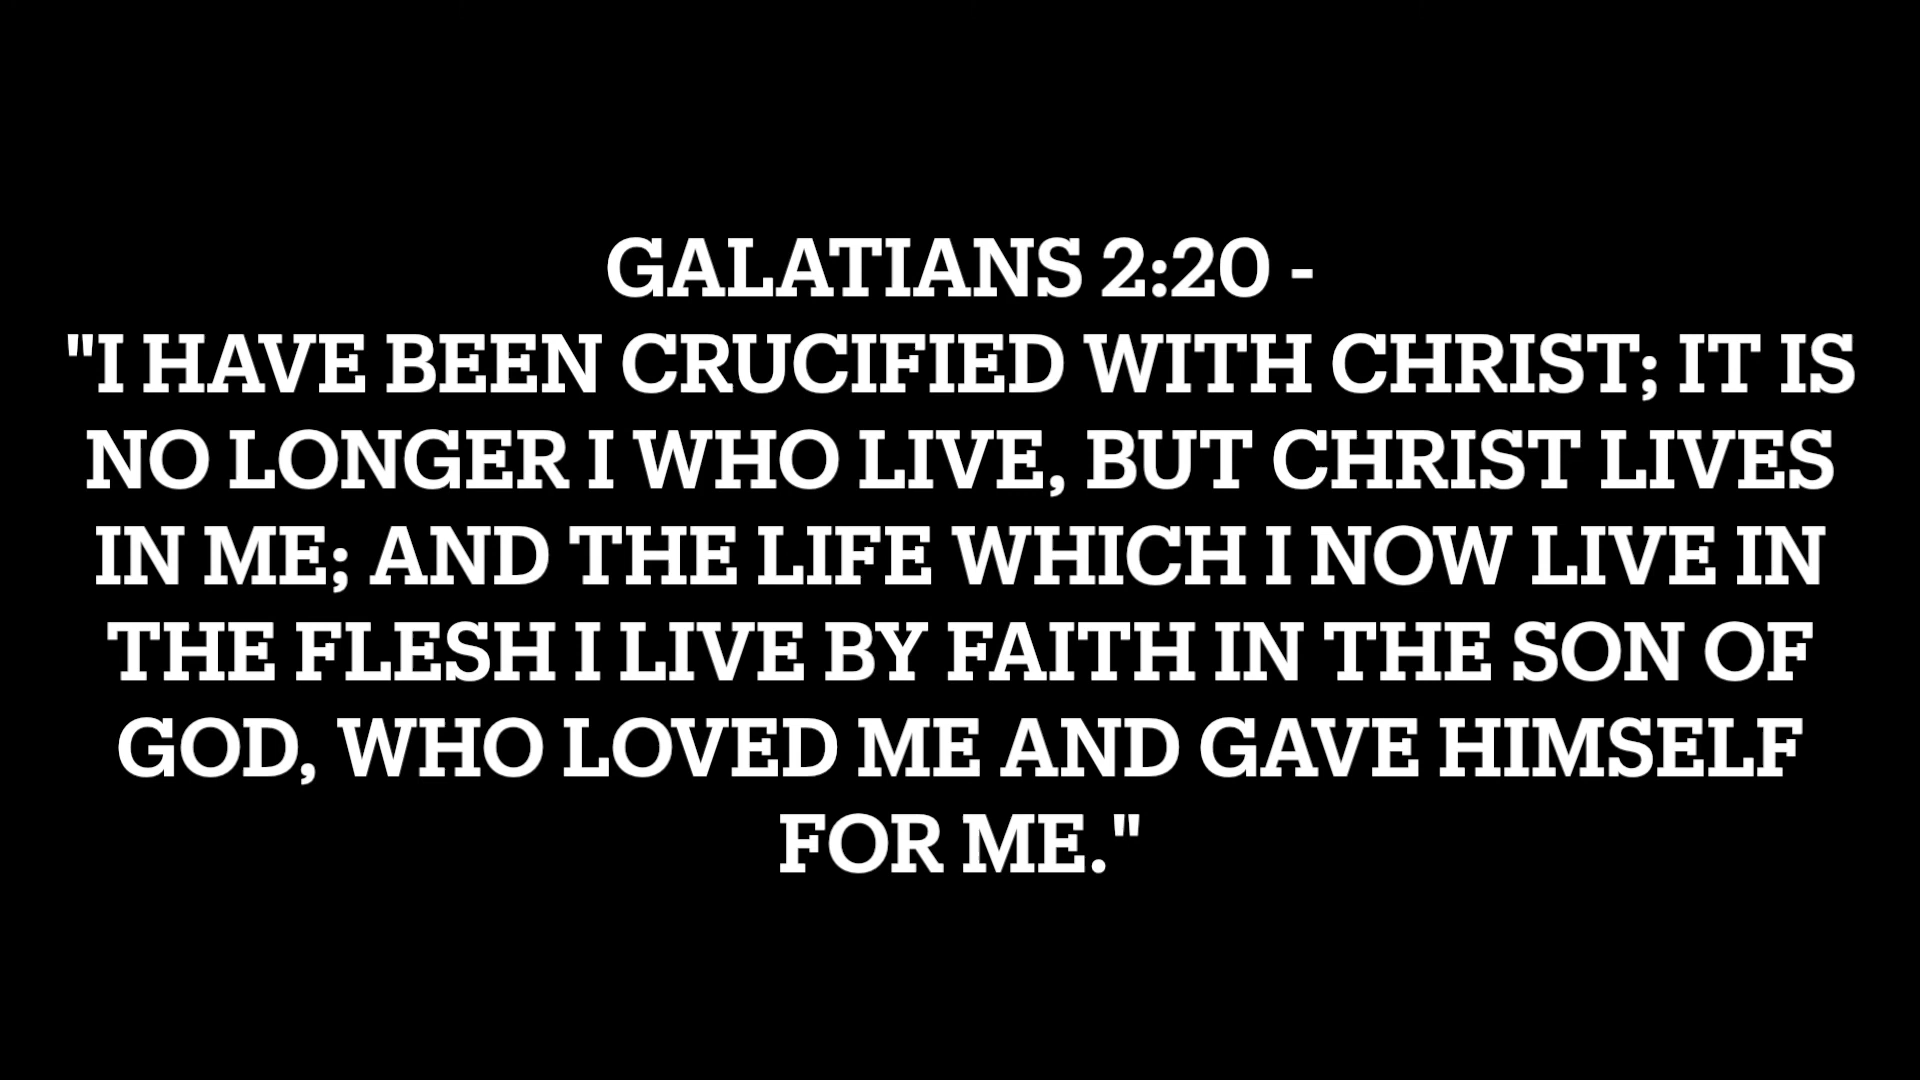 GALATIANS 2:20 -
"I HAVE BEEN CRUCIFIED WITH CHRIST; IT IS
NO LONGER I WHO LIVE, BUT CHRIST LIVES
IN ME; AND THE LIFE WHICH I NOW LIVE IN
THE FLESH I LIVE BY FAITH IN THE SON OF
GOD, WHO LOVED ME AND GAVE HIMSELF
FOR ME."